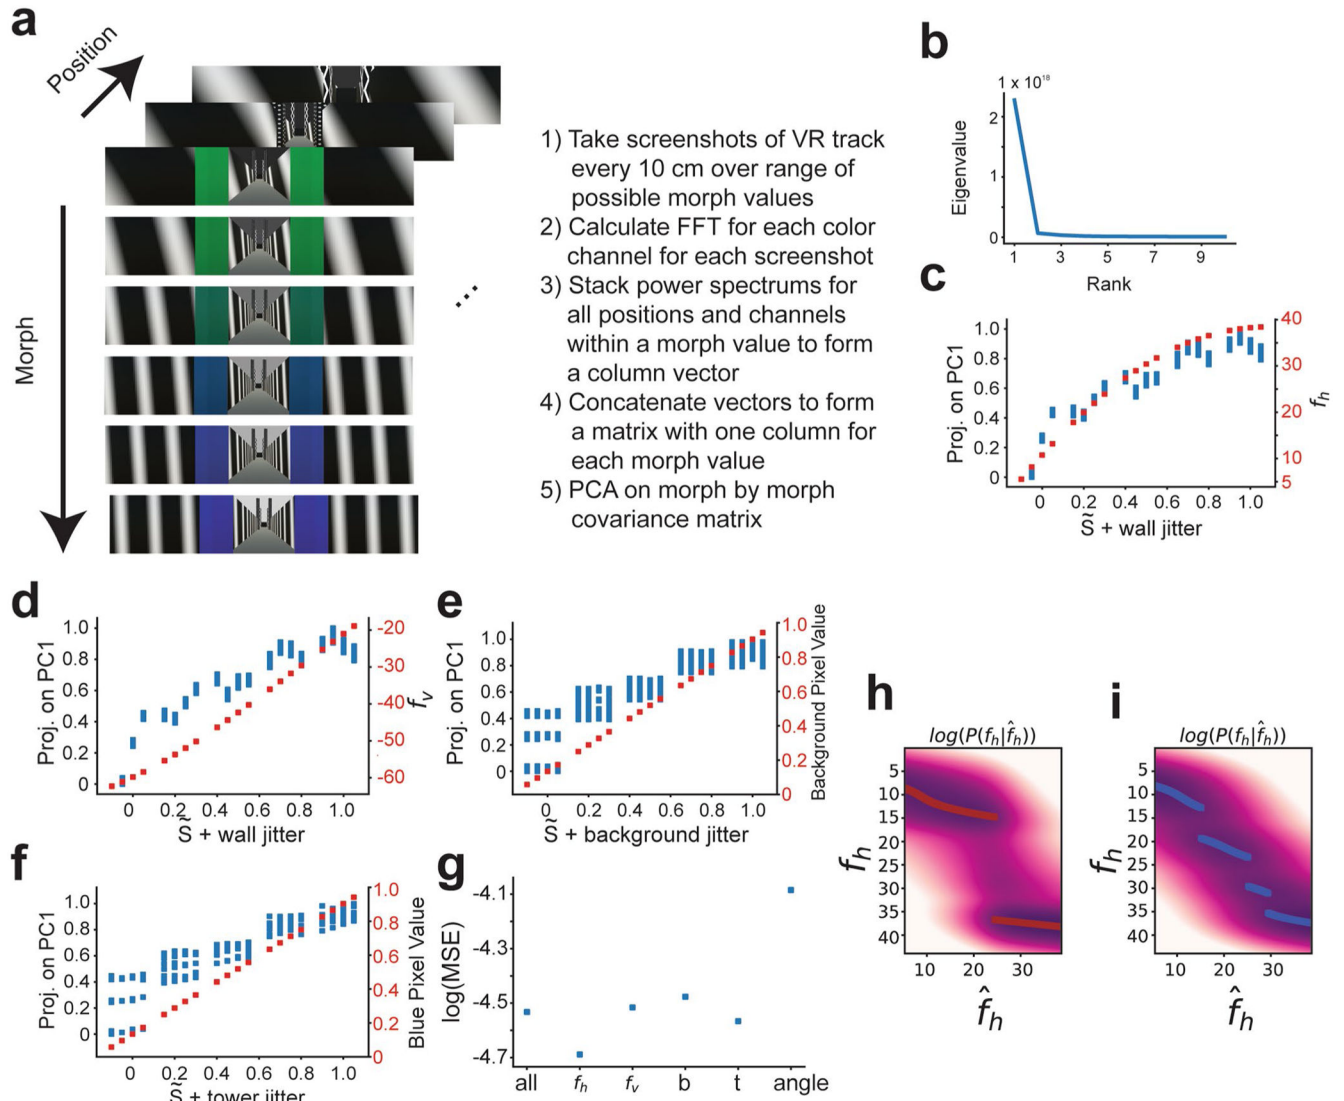 a
Position
Morph
...
1) Take screenshots of VR track
every 10 cm over range of
possible morph values
2) Calculate FFT for each color
channel for each screenshot
3) Stack power spectrums for
all positions and channels
within a morph value to form
a column vector
4) Concatenate vectors to form
a matrix with one column for
each morph value
5) PCA on morph by morph
covariance matrix
b
1 x 10¹⁸
Eigenvalue
2
1
0
1 3 5 7 9
Rank
c
Proj. on PC1
1.0
0.8
0.6
0.4
0.2
0
40
30
20
10
5
fₕ
0 0.2 0.4 0.6 0.8 1.0
S̃ + wall jitter
d
Proj. on PC1
1.0
0.8
0.6
0.4
0.2
0
-20
-30
-40
-50
-60
fᵥ
0 0.2 0.4 0.6 0.8 1.0
S̃ + wall jitter
e
Proj. on PC1
1.0
0.8
0.6
0.4
0.2
0
1.0
0.8
0.6
0.4
0.2
0
Background Pixel Value
0 0.2 0.4 0.6 0.8 1.0
S̃ + background jitter
f
Proj. on PC1
1.0
0.8
0.6
0.4
0.2
0
1.0
0.8
0.6
0.4
0.2
0
Blue Pixel Value
0 0.2 0.4 0.6 0.8 1.0
S̃ + tower jitter
g
log(MSE)
-4.1
-4.3
-4.5
-4.7
all fₕ fᵥ b t angle
h
log(P(fₕ|f̂ₕ))
fₕ
5
10
15
20
25
30
35
40
10 20 30
f̂ₕ
i
log(P(fₕ|f̂ₕ))
fₕ
5
10
15
20
25
30
35
40
10 20 30
f̂ₕ